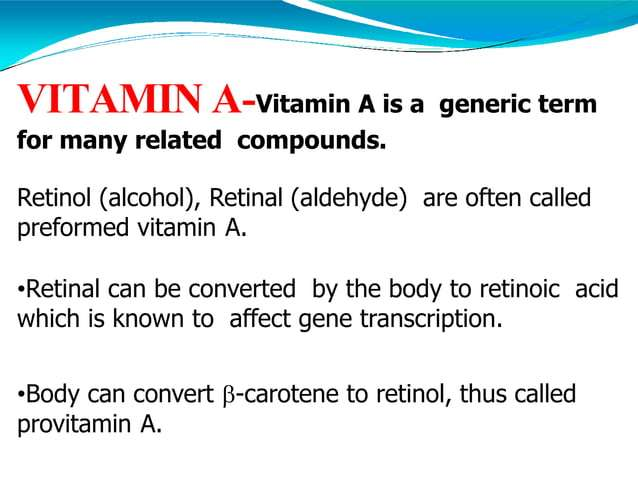 VITAMIN A-Vitamin A is a generic term
for many related compounds.
Retinol (alcohol), Retinal (aldehyde) are often called
preformed vitamin A.
•Retinal can be converted by the body to retinoic acid
which is known to affect gene transcription.
•Body can convert β-carotene to retinol, thus called
provitamin A.